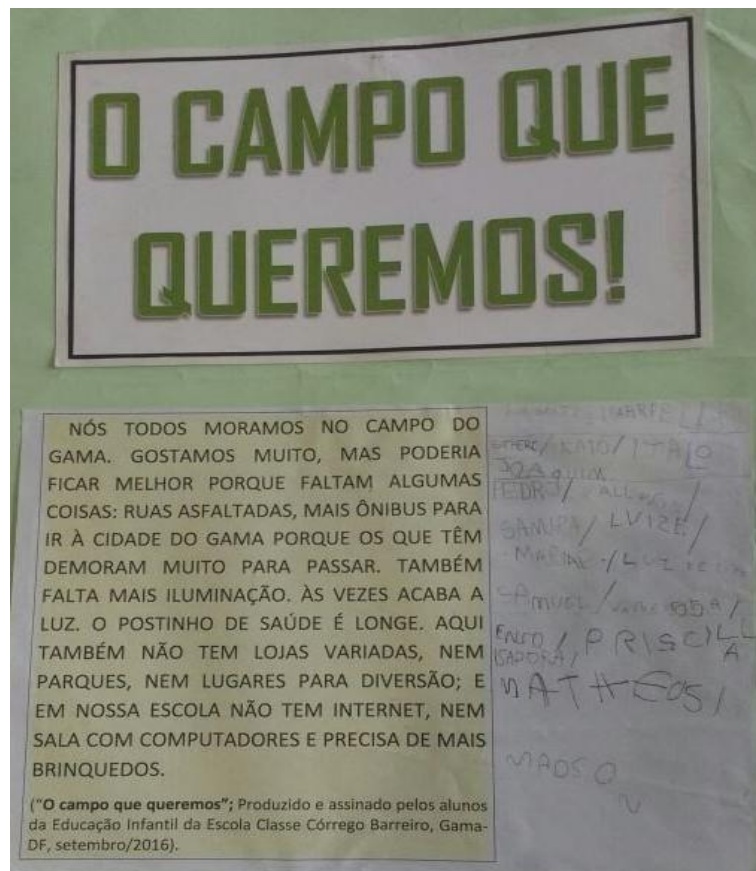 O CAMPO QUE
QUEREMOS!
NÓS TODOS MORAMOS NO CAMPO DO
GAMA. GOSTAMOS MUITO, MAS PODERIA
FICAR MELHOR PORQUE FALTAM ALGUMAS
COISAS: RUAS ASFALTADAS, MAIS ÔNIBUS PARA
IR À CIDADE DO GAMA PORQUE OS QUE TÊM
DEMORAM MUITO PARA PASSAR. TAMBÉM
FALTA MAIS ILUMINAÇÃO. ÀS VEZES ACABA A
LUZ. O POSTINHO DE SAÚDE É LONGE. AQUI
TAMBÉM NÃO TEM LOJAS VARIADAS, NEM
PARQUES, NEM LUGARES PARA DIVERSÃO; E
EM NOSSA ESCOLA NÃO TEM INTERNET, NEM
SALA COM COMPUTADORES E PRECISA DE MAIS
BRINQUEDOS.
("O campo que queremos"; Produzido e assinado pelos alunos
da Educação Infantil da Escola Classe Córrego Barreiro, Gama-
DF, setembro/2016).
/ ITALO
PEDRO /
/ LVIZE /
SAMUEL /
/ PRISCILLA
ISADORA /
MATHEOS /